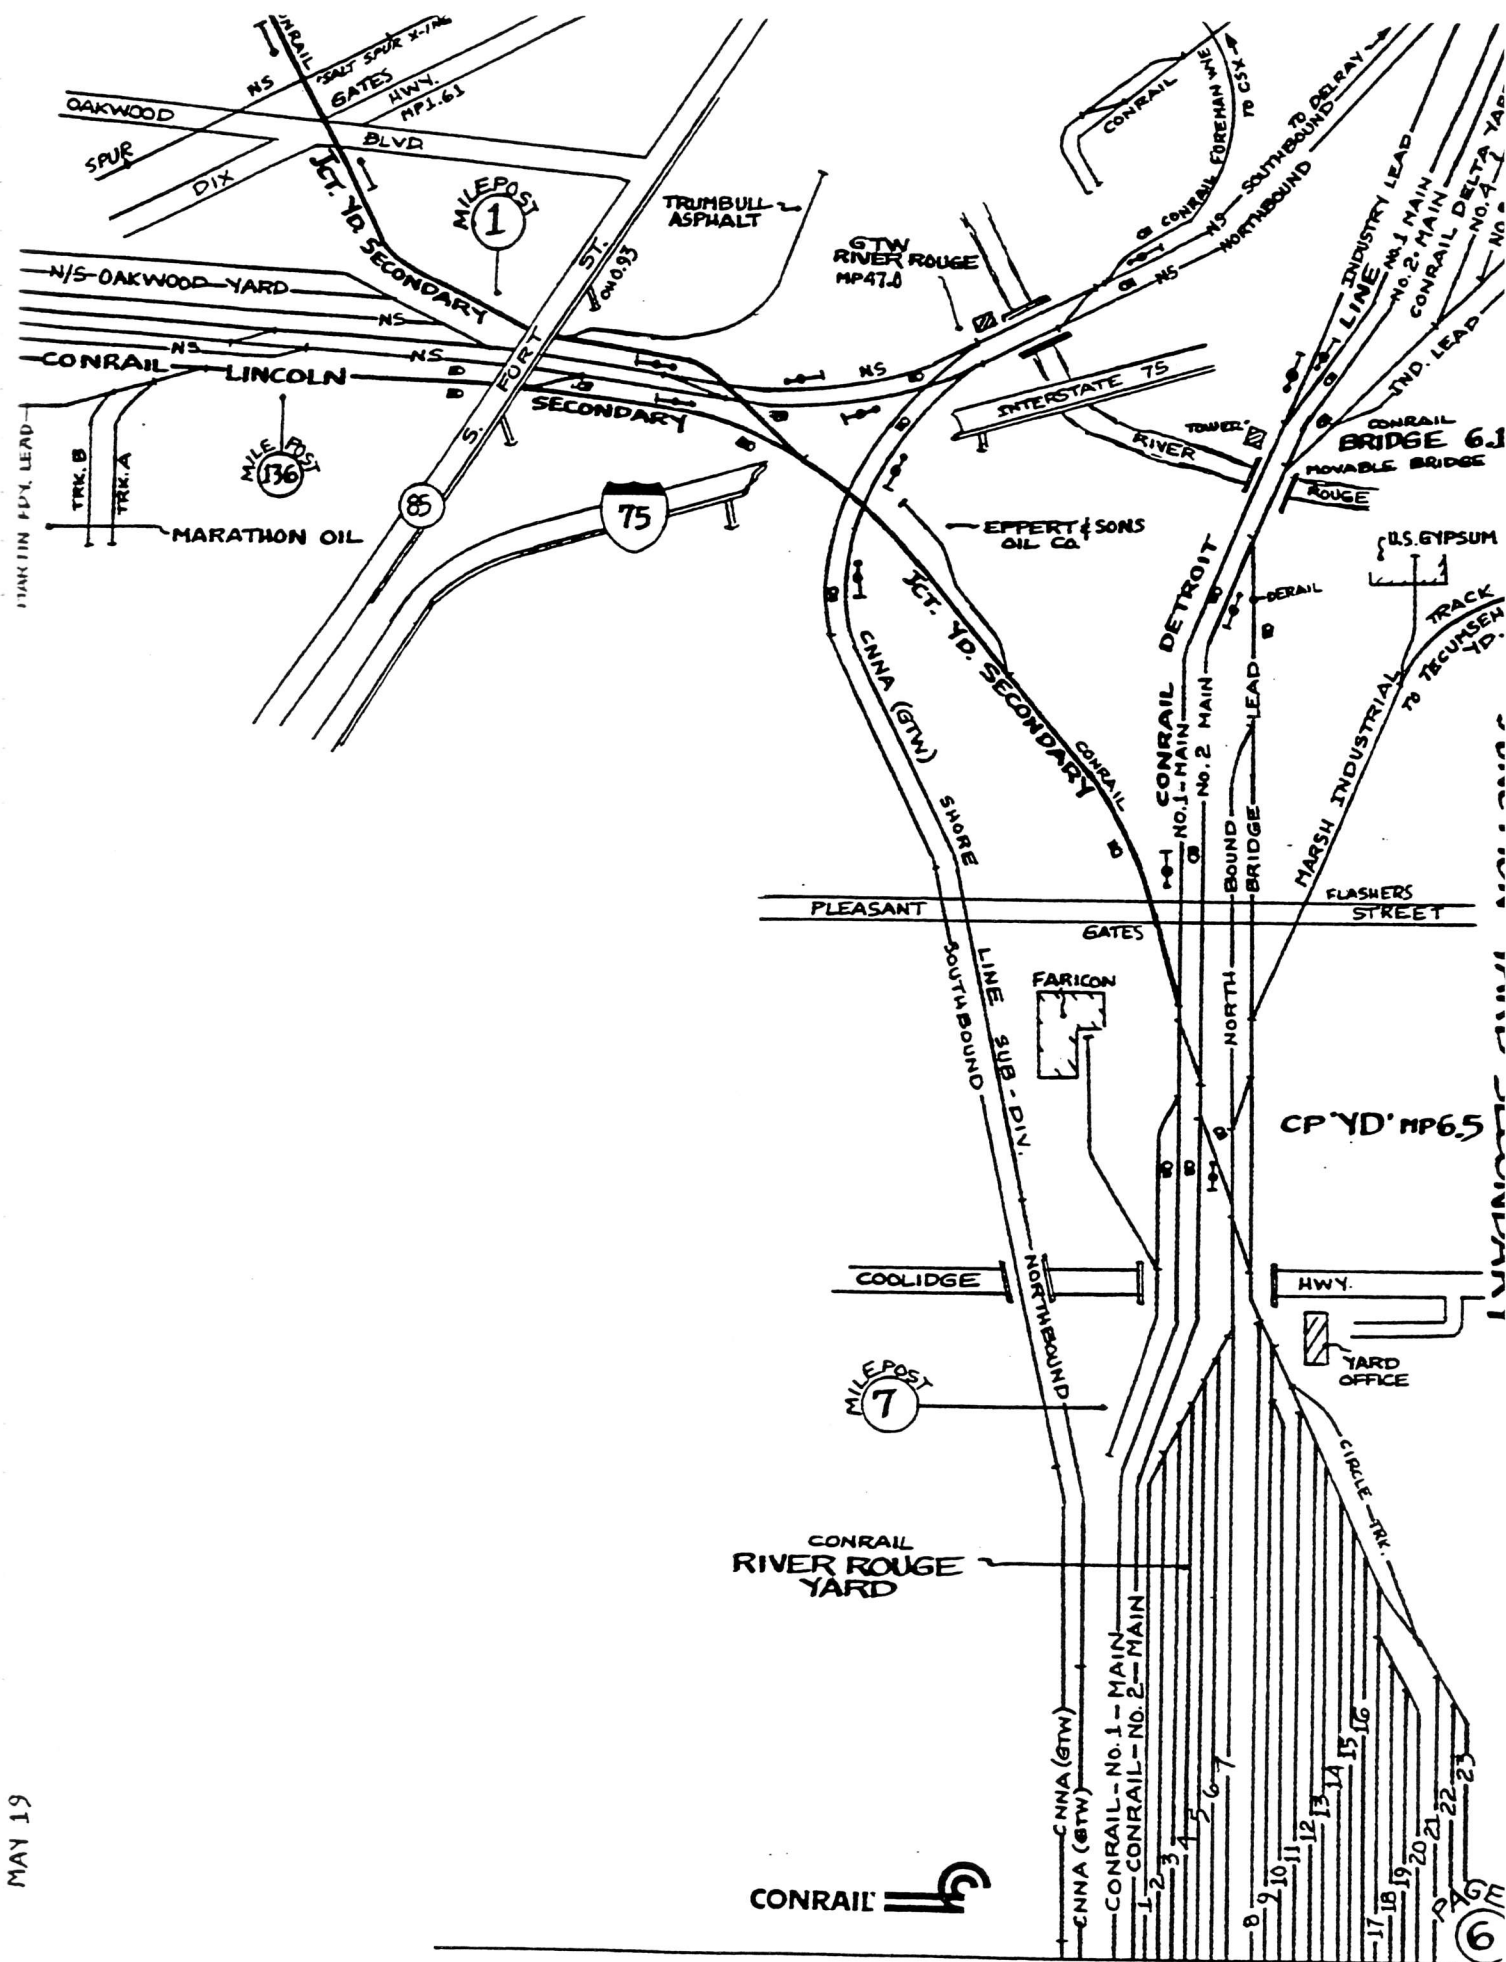 CONRAIL
NS
"SALT SPUR X-ING
GATES
HWY.
MP1.61
OAKWOOD
BLVD
SPUR
DIX
JCT. YD. SECONDARY
MILEPOST
1
TRUMBULL
ASPHALT
ST.
OH0.93
FORT
S.
85
N/S-OAKWOOD-YARD
NS
NS
NS
CONRAIL
LINCOLN
SECONDARY
TRK. B
TRK. A
MILE POST
136
MARATHON OIL
75
GTW
RIVER ROUGE
MP47.0
CONRAIL
CONRAIL FOREMAN WYE
TO CSX
TO DELRAY
NS SOUTHBOUND
NS NORTHBOUND
NS
INTERSTATE 75
RIVER
TOWER
INDUSTRY LEAD
LINE
NO.1 MAIN
NO.2 MAIN
CONRAIL DELTA YARD
NO.4
IND. LEAD
CONRAIL
BRIDGE 6.1
MOVABLE BRIDGE
ROUGE
EPPERT & SONS
OIL CO.
U.S. GYPSUM
DERAIL
TRACK
TO TECUMSEH
YD.
CONRAIL DETROIT
NO.1-MAIN
NO.2 MAIN
JCT. YD. SECONDARY
CONRAIL
CNNA (GTW)
SHORE
LINE SUB-DIV.
SOUTHBOUND
NORTHBOUND
NORTH BOUND
BRIDGE LEAD
MARSH INDUSTRIAL
FLASHERS
PLEASANT
STREET
GATES
FARICON
CP 'YD' MP6.5
COOLIDGE
HWY.
YARD
OFFICE
MILEPOST
7
CIRCLE-TRK.
CONRAIL
RIVER ROUGE
YARD
CNNA (GTW)
CNNA (GTW)
CONRAIL-NO.1-MAIN
CONRAIL-NO.2-MAIN
1
2
3
4
5
6
7
8
9
10
11
12
13
14
15
16
17
18
19
20
21
22
23
CONRAIL
PAGE
6
MAY 19